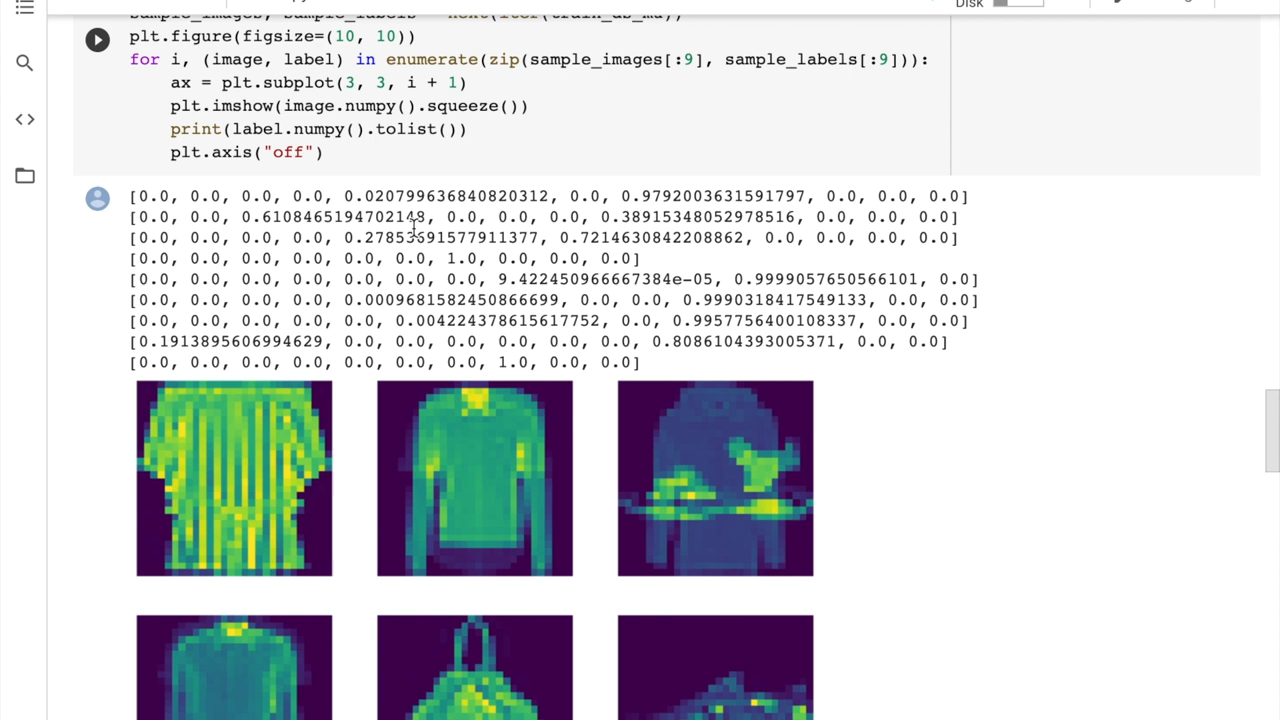 Disk
plt.figure(figsize=(10, 10))
for i, (image, label) in enumerate(zip(sample_images[:9], sample_labels[:9])):
    ax = plt.subplot(3, 3, i + 1)
    plt.imshow(image.numpy().squeeze())
    print(label.numpy().tolist())
    plt.axis("off")
[0.0, 0.0, 0.0, 0.0, 0.020799636840820312, 0.0, 0.9792003631591797, 0.0, 0.0, 0.0]
[0.0, 0.0, 0.6108465194702148, 0.0, 0.0, 0.0, 0.38915348052978516, 0.0, 0.0, 0.0]
[0.0, 0.0, 0.0, 0.0, 0.27853691577911377, 0.7214630842208862, 0.0, 0.0, 0.0, 0.0]
[0.0, 0.0, 0.0, 0.0, 0.0, 0.0, 1.0, 0.0, 0.0, 0.0]
[0.0, 0.0, 0.0, 0.0, 0.0, 0.0, 0.0, 9.422450966667384e-05, 0.9999057650566101, 0.0]
[0.0, 0.0, 0.0, 0.0, 0.0009681582450866699, 0.0, 0.0, 0.9990318417549133, 0.0, 0.0]
[0.0, 0.0, 0.0, 0.0, 0.0, 0.004224378615617752, 0.0, 0.9957756400108337, 0.0, 0.0]
[0.1913895606994629, 0.0, 0.0, 0.0, 0.0, 0.0, 0.0, 0.8086104393005371, 0.0, 0.0]
[0.0, 0.0, 0.0, 0.0, 0.0, 0.0, 0.0, 1.0, 0.0, 0.0]